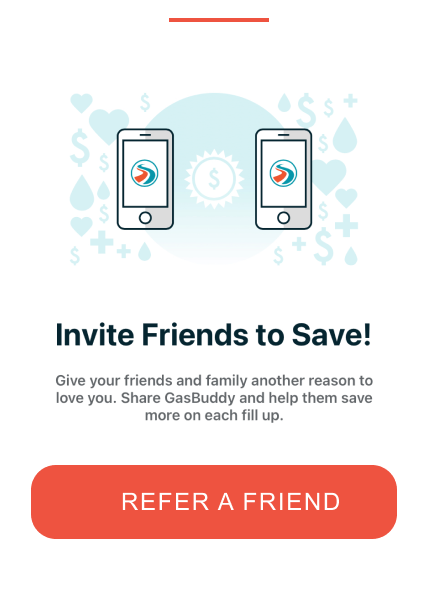 Invite Friends to Save!
Give your friends and family another reason to
love you. Share GasBuddy and help them save
more on each fill up.
REFER A FRIEND